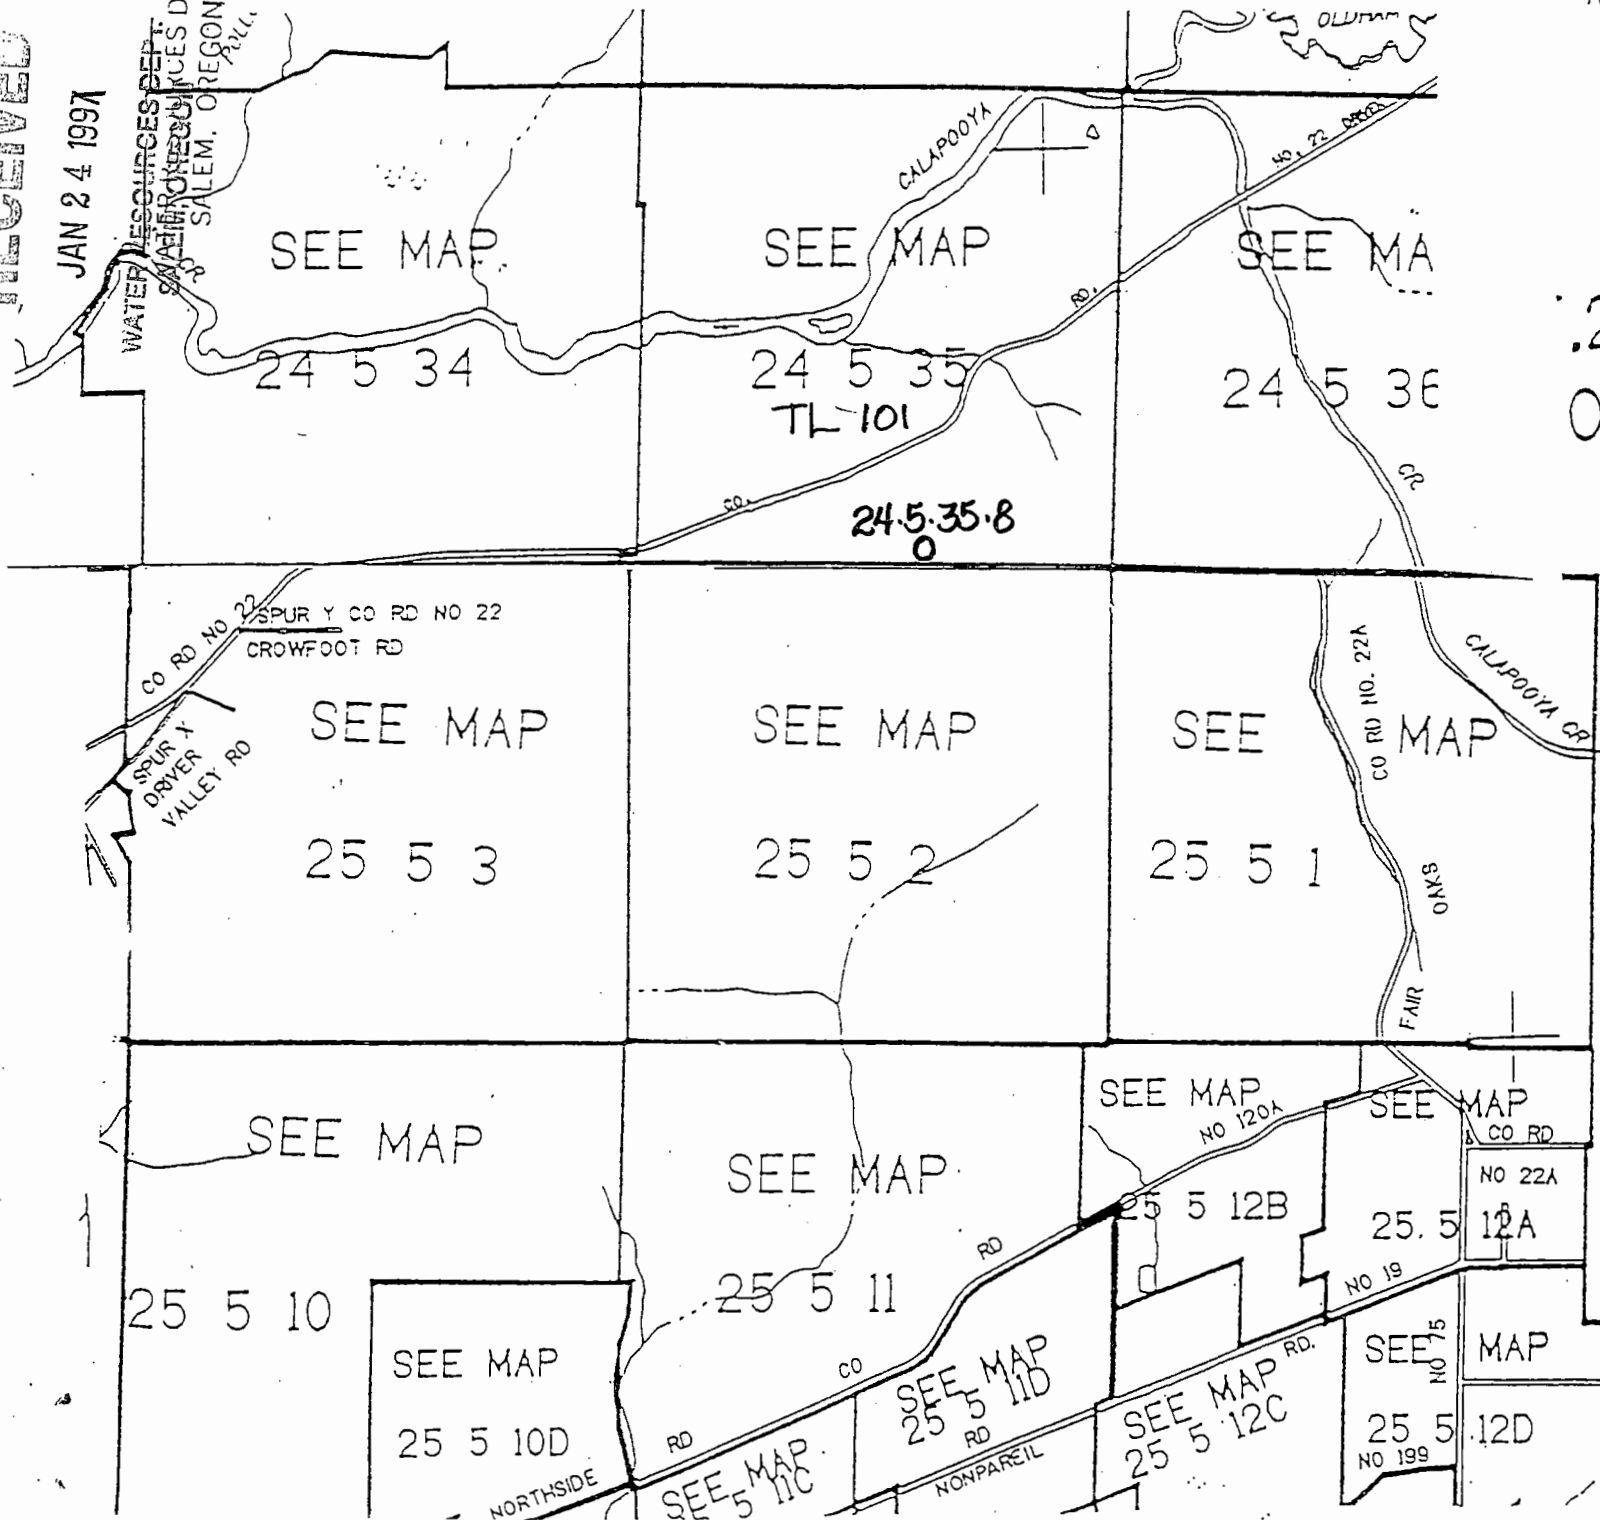 RECEIVED
JAN 24 1997
WATER RESOURCES DEPT.
SALEM, OREGON
SALEM, OREGON
OLDHAM
CALAPOOYA
NO. 22
CR
SEE MAP
SEE MAP
SEE MA
RD.
24 5 34
24 5 35
24 5 36
TL 101
CR
CO.
24.5.35.8
0
CO RD NO 22
SPUR Y CO RD NO 22
CROWFOOT RD
CO RD NO. 22A
CALAPOOYA CR
SEE MAP
SEE MAP
SEE MAP
SPUR X
DRIVER
VALLEY RD
25 5 3
25 5 2
25 5 1
FAIR OAKS
SEE MAP
SEE MAP
SEE MAP
SEE MAP
NO 120A
CO RD
NO 22A
25 5 12B
25. 5 12A
RD
25 5 10
25 5 11
NO 19
SEE MAP
25 5 10D
CO
SEE MAP
25 5 11D
RD.
SEE MAP
25 5 12C
NO 75
SEE MAP
25 5 12D
RD
RD
NO 199
NORTHSIDE
SEE MAP
5 11C
NONPAREIL